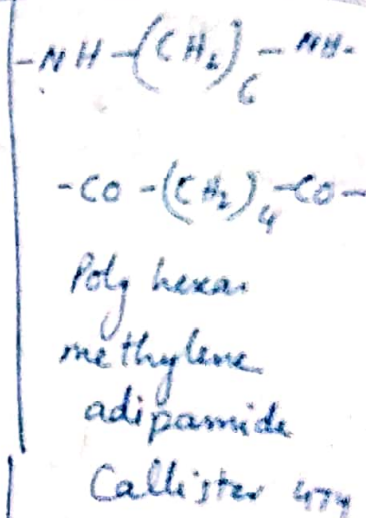 -NH-(CH₂)₆-NH-
-CO-(CH₂)₄-CO-
Poly hexa
methylene
adipamide
Callister 474